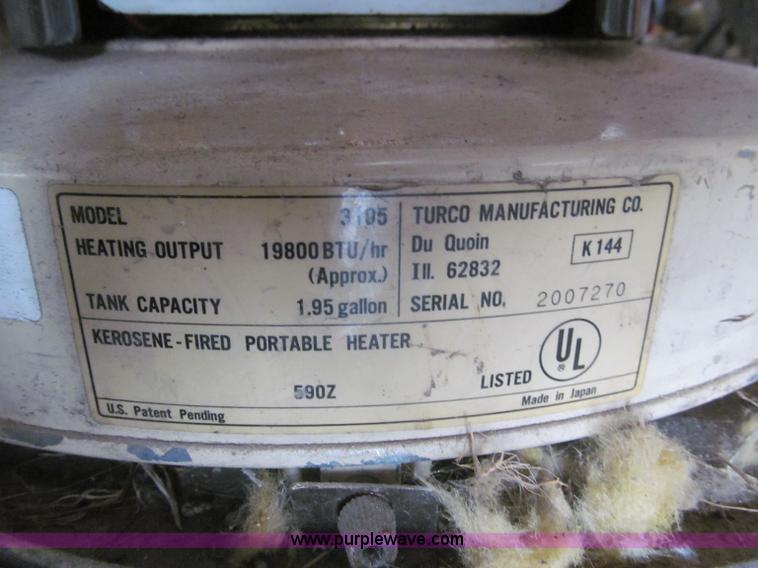 MODEL 3105
HEATING OUTPUT 19800 BTU/hr
(Approx.)
TANK CAPACITY 1.95 gallon
TURCO MANUFACTURING CO.
Du Quoin
Ill. 62832
K 144
SERIAL NO. 2007270
KEROSENE-FIRED PORTABLE HEATER
590Z
LISTED UL ®
U.S. Patent Pending
Made in Japan
www.purplewave.com